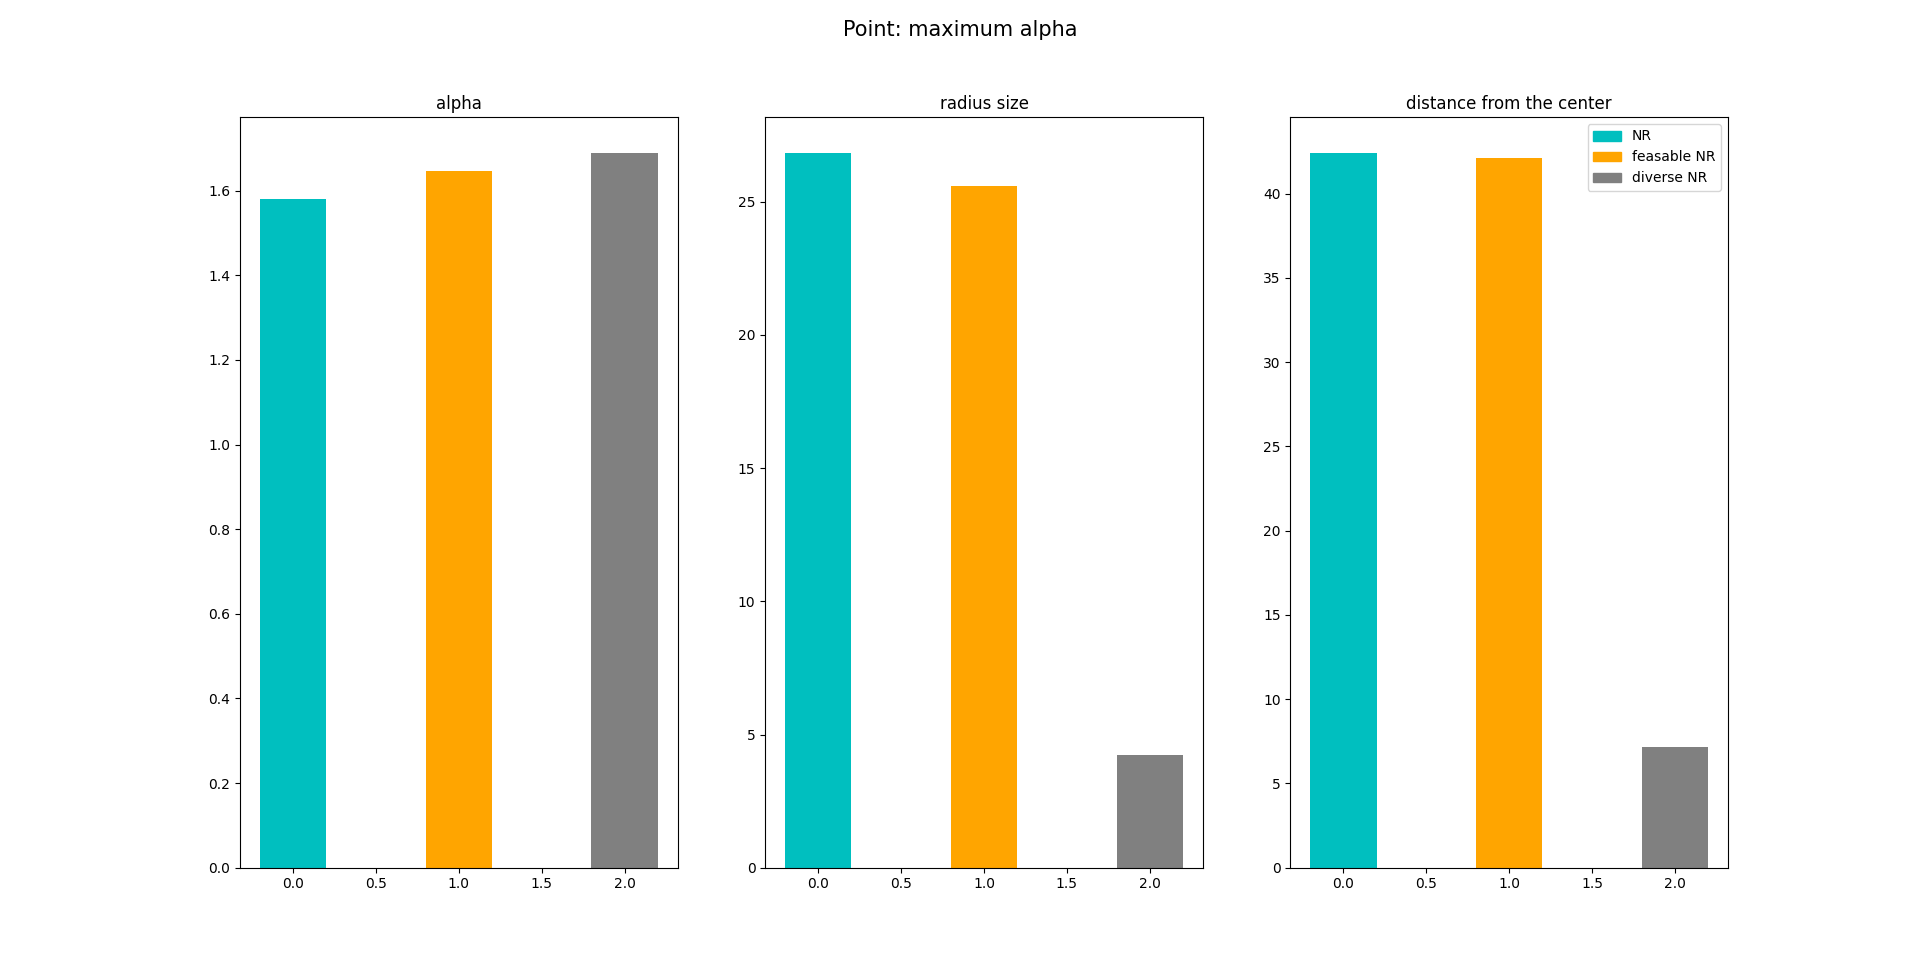 Point: maximum alpha
alpha
1.6
1.4
1.2
1.0
0.8
0.6
0.4
0.2
0.0
0.0 0.5 1.0 1.5 2.0
radius size
25
20
15
10
5
0
0.0 0.5 1.0 1.5 2.0
distance from the center
40
35
30
25
20
15
10
5
0
0.0 0.5 1.0 1.5 2.0
NR
feasable NR
diverse NR